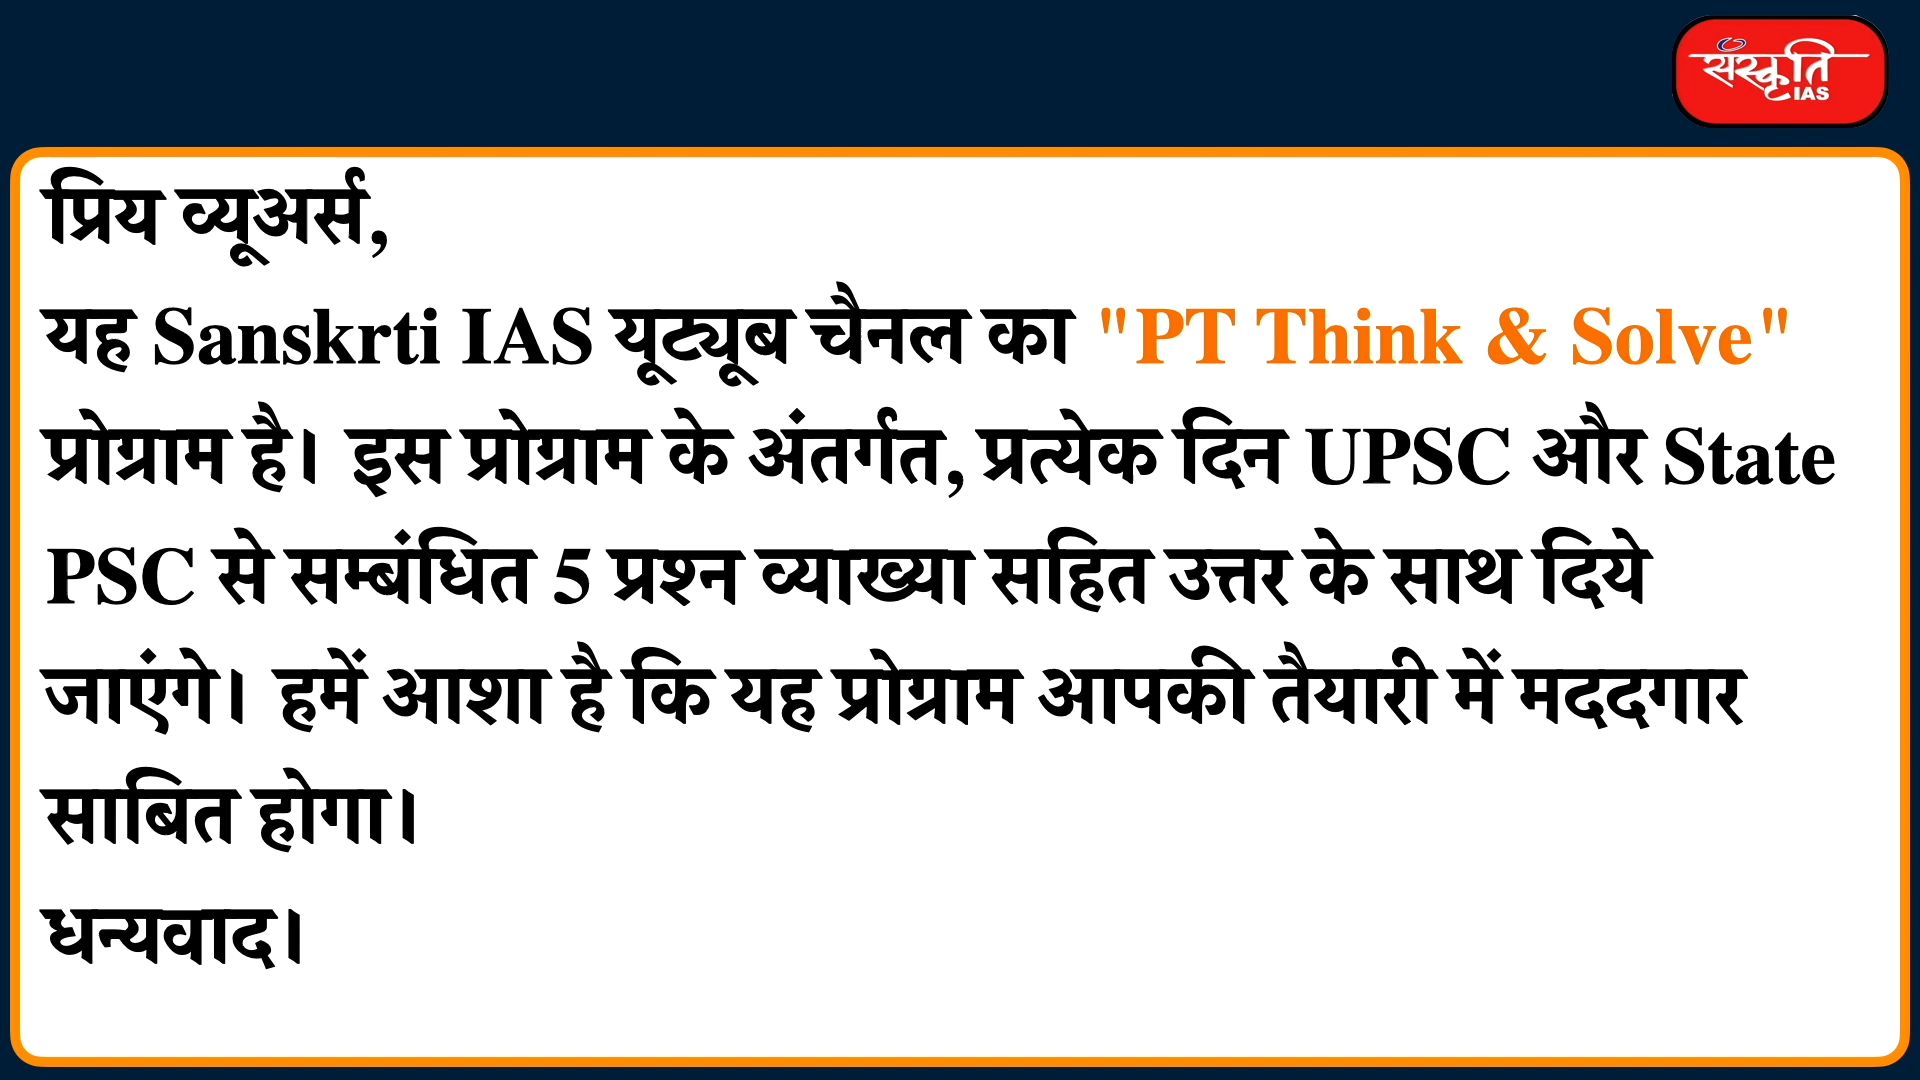 संस्कृति
IAS
प्रिय व्यूअर्स,
यह Sanskrti IAS यूट्यूब चैनल का "PT Think & Solve"
प्रोग्राम है। इस प्रोग्राम के अंतर्गत, प्रत्येक दिन UPSC और State
PSC से सम्बंधित 5 प्रश्न व्याख्या सहित उत्तर के साथ दिये
जाएंगे। हमें आशा है कि यह प्रोग्राम आपकी तैयारी में मददगार
साबित होगा।
धन्यवाद।